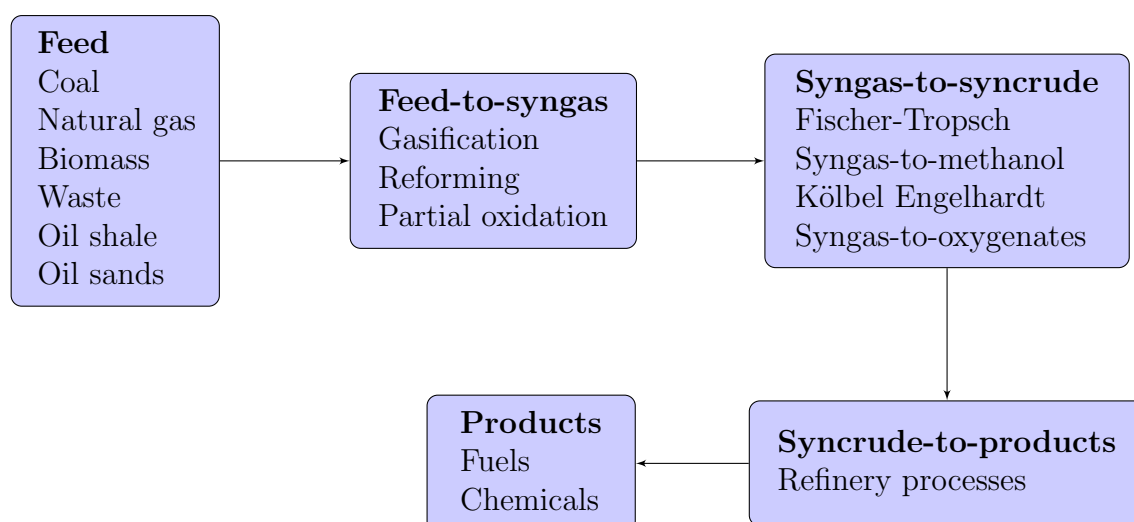 Feed
Coal
Natural gas
Biomass
Waste
Oil shale
Oil sands
Feed-to-syngas
Gasification
Reforming
Partial oxidation
Syngas-to-syncrude
Fischer-Tropsch
Syngas-to-methanol
Kölbel Engelhardt
Syngas-to-oxygenates
Syncrude-to-products
Refinery processes
Products
Fuels
Chemicals